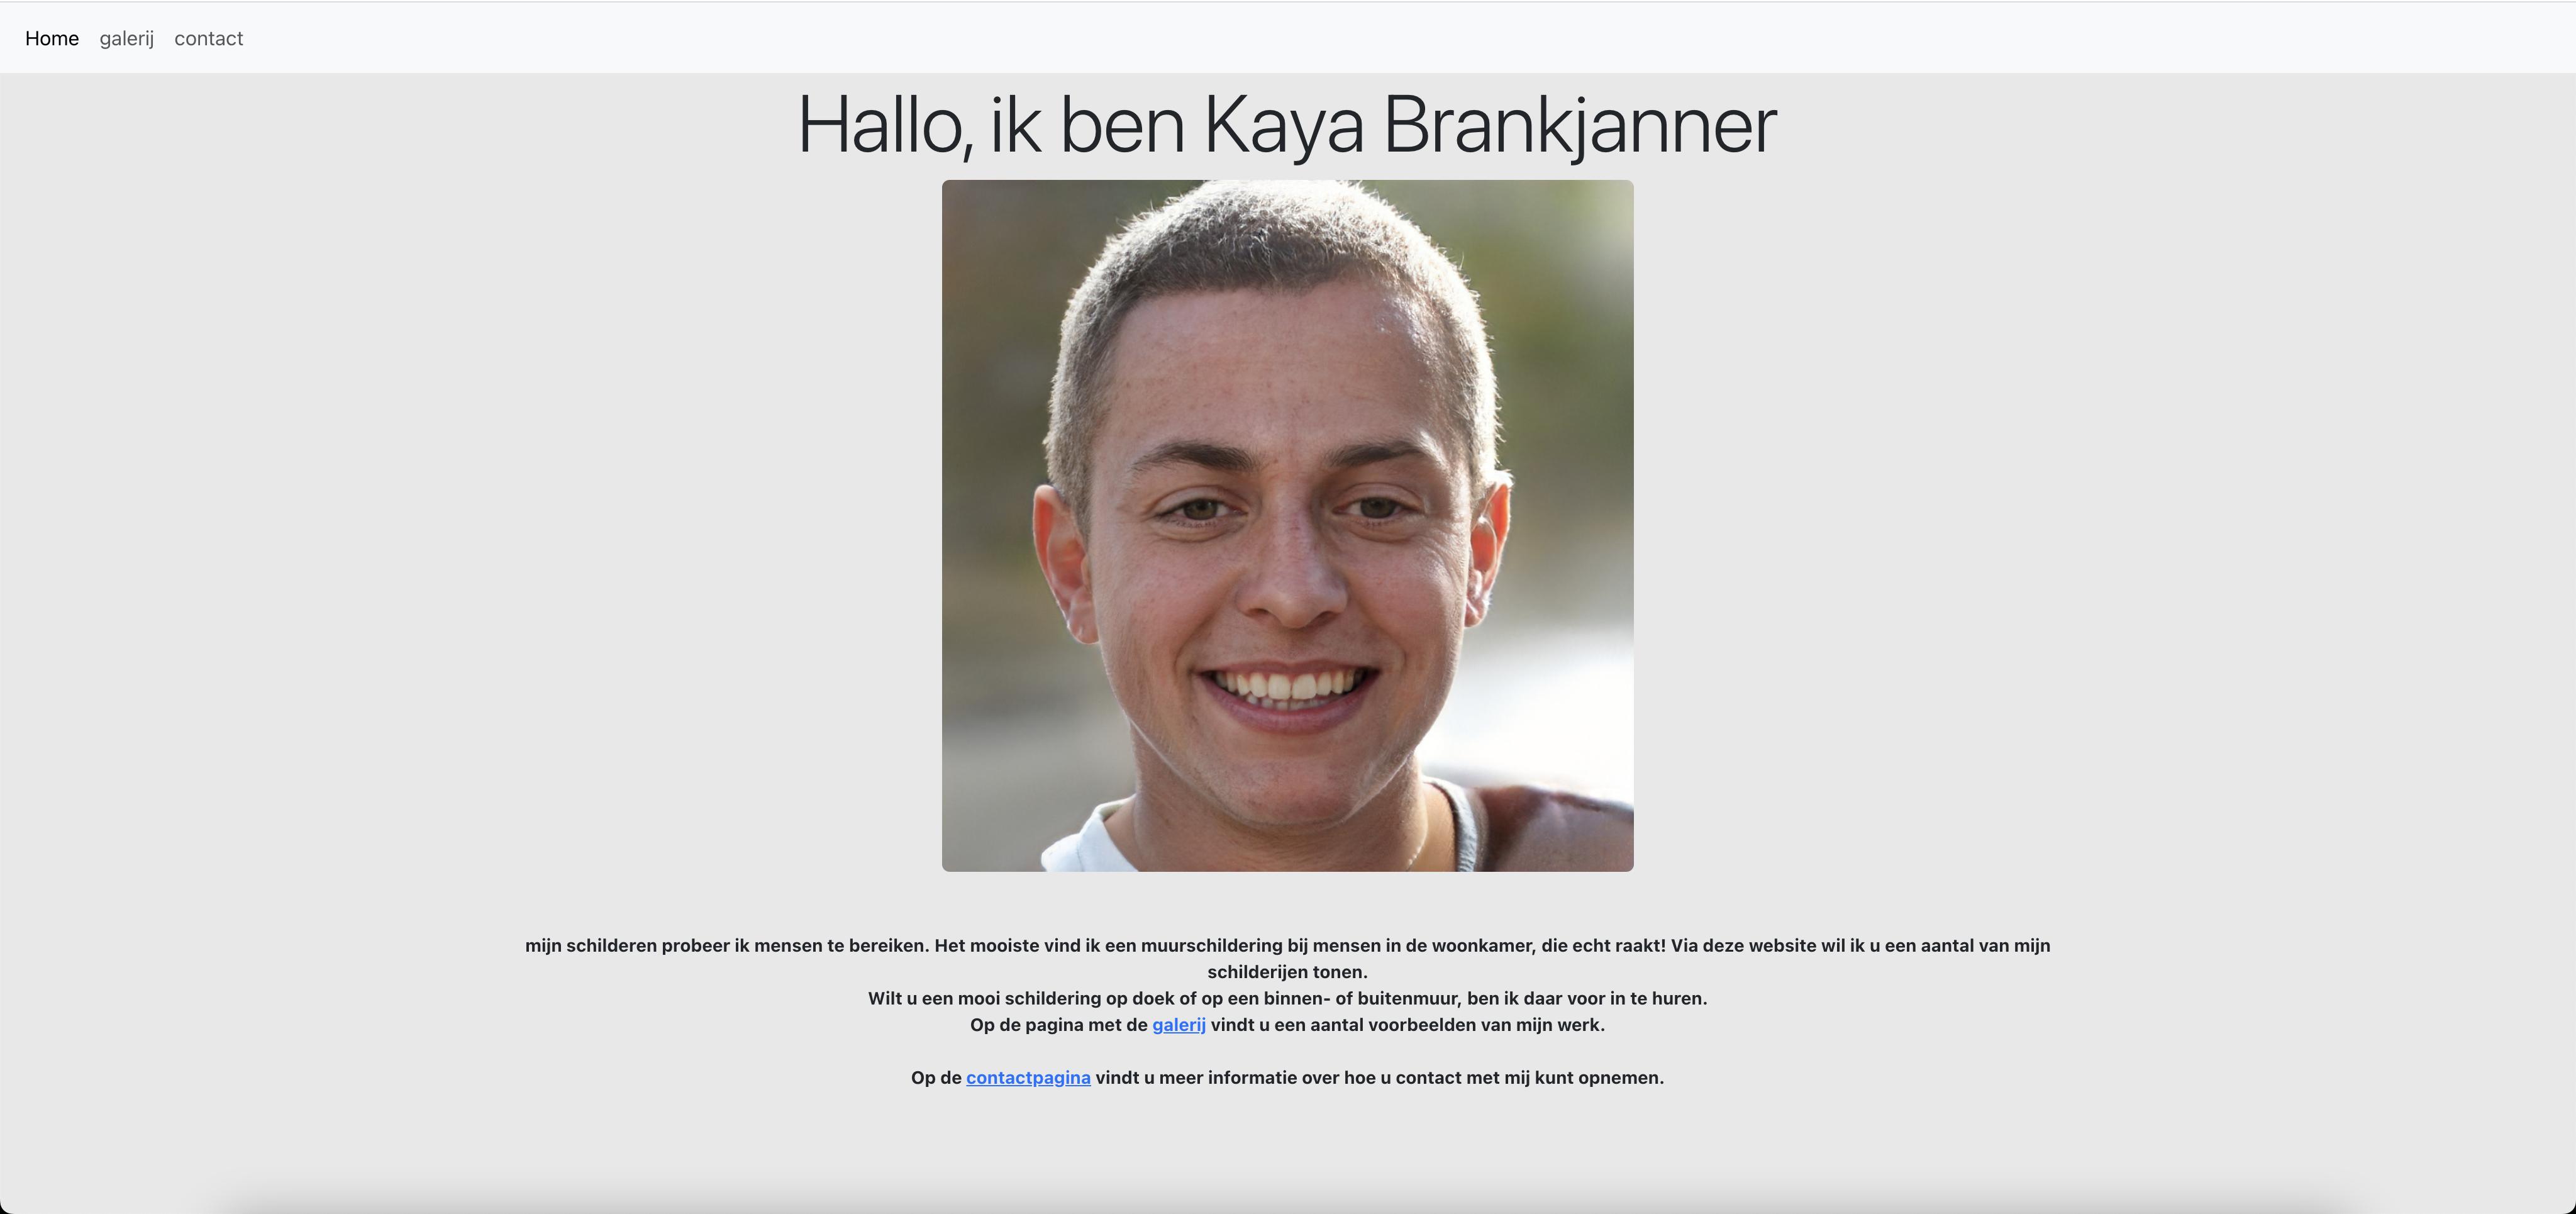 Home galerij contact
Hallo, ik ben Kaya Brankjanner
mijn schilderen probeer ik mensen te bereiken. Het mooiste vind ik een muurschildering bij mensen in de woonkamer, die echt raakt! Via deze website wil ik u een aantal van mijn
schilderijen tonen.
Wilt u een mooi schildering op doek of op een binnen- of buitenmuur, ben ik daar voor in te huren.
Op de pagina met de galerij vindt u een aantal voorbeelden van mijn werk.
Op de contactpagina vindt u meer informatie over hoe u contact met mij kunt opnemen.